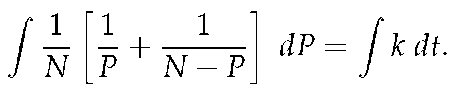 ∫ 1/N [ 1/P + 1/(N − P) ] dP = ∫ k dt.